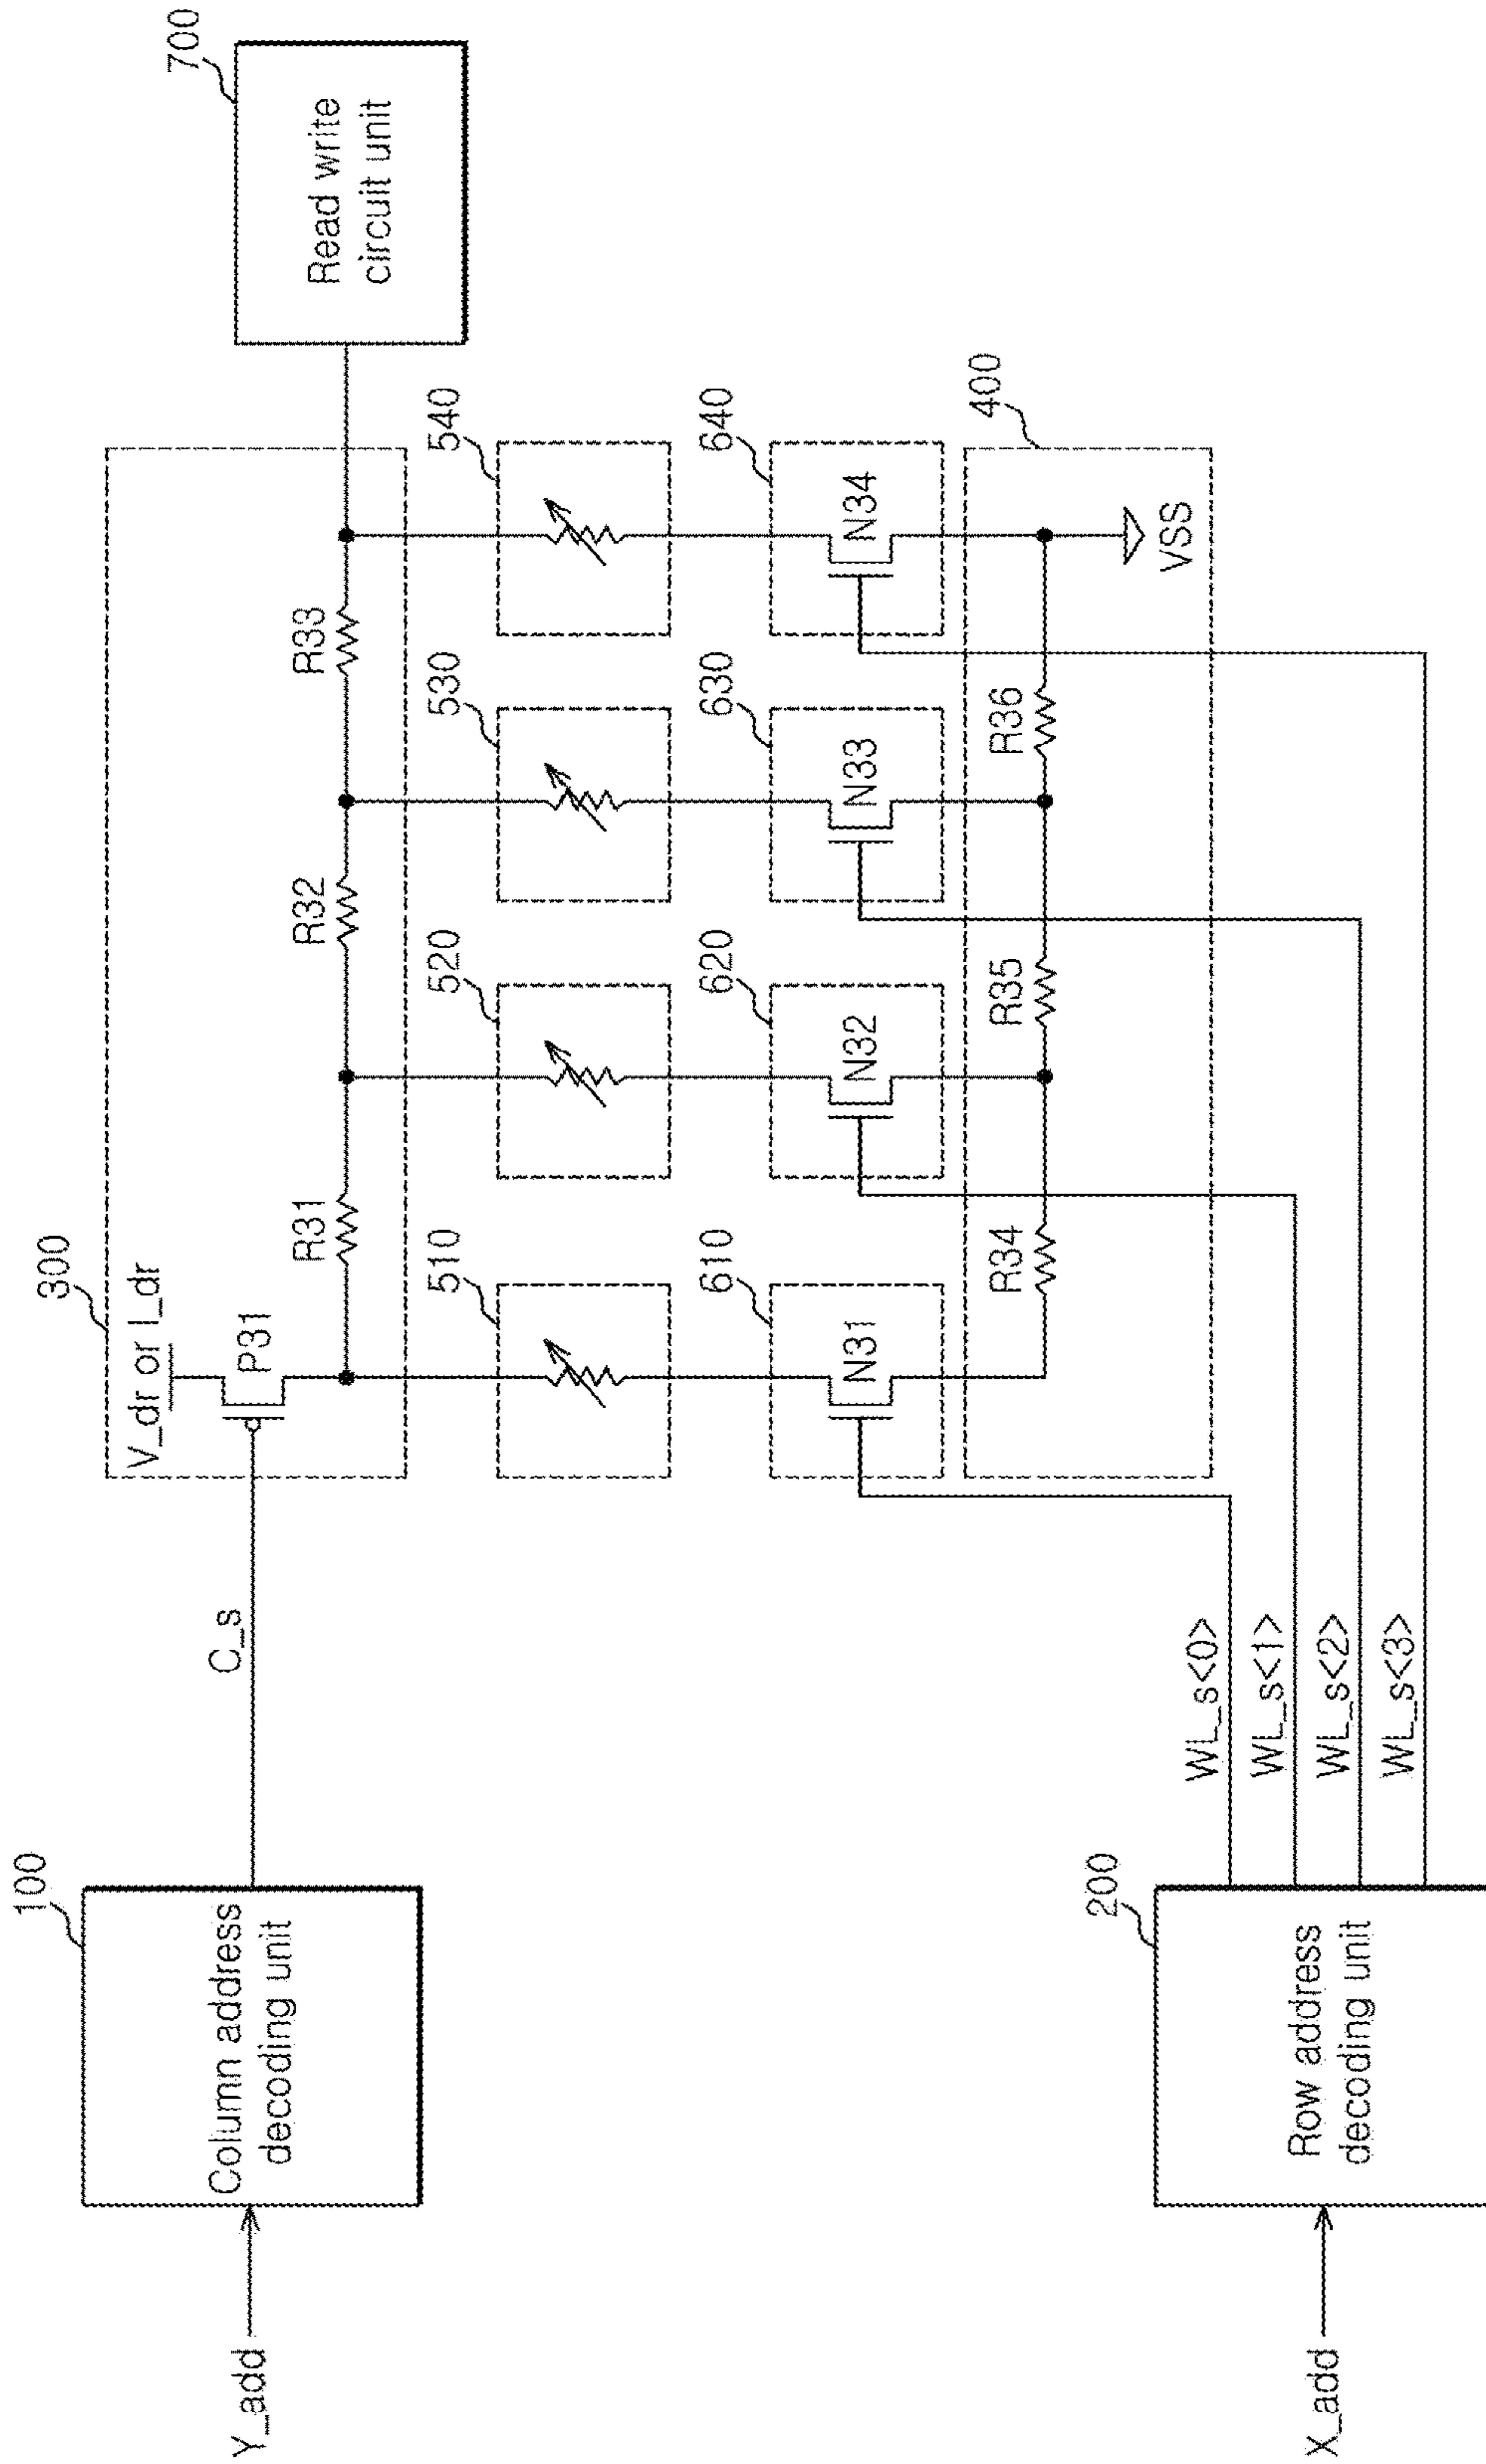 Y_add
100
Column address
decoding unit
C_s
300
V_dr or I_dr
P31
R31
R32
R33
700
Read write
circuit unit
510
520
530
540
610
N31
620
N32
630
N33
640
N34
400
R34
R35
R36
VSS
WL_s<0>
WL_s<1>
WL_s<2>
WL_s<3>
X_add
200
Row address
decoding unit